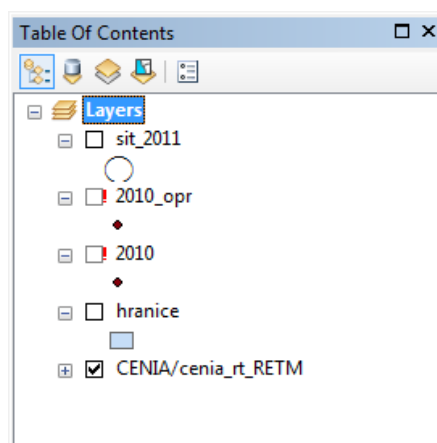 Table Of Contents
Layers
sit_2011
2010_opr
2010
hranice
CENIA/cenia_rt_RETM